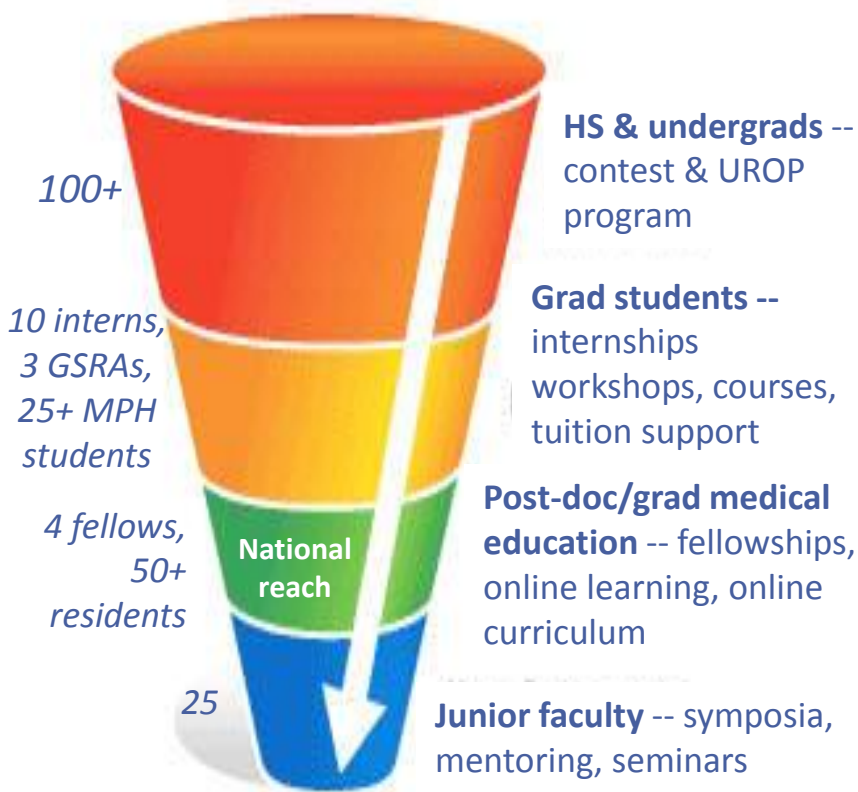 100+
HS & undergrads --
contest & UROP
program
10 interns,
3 GSRAs,
25+ MPH
students
Grad students --
internships
workshops, courses,
tuition support
4 fellows,
50+
residents
National
reach
Post-doc/grad medical
education -- fellowships,
online learning, online
curriculum
25
Junior faculty -- symposia,
mentoring, seminars